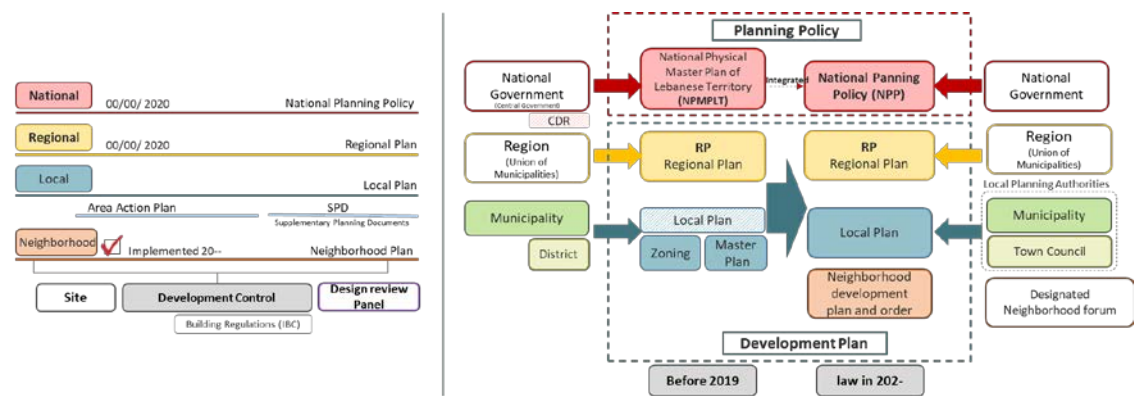 National
00/00/ 2020
National Planning Policy
Regional
00/00/ 2020
Regional Plan
Local
Local Plan
Area Action Plan
SPD
Supplementary Planning Documents
Neighborhood
Implemented 20--
Neighborhood Plan
Site
Development Control
Design review
Panel
Building Regulations (IBC)
Planning Policy
National
Government
(Central Government)
CDR
National Physical
Master Plan of
Lebanese Territory
(NPMPLT)
Integrated
National Panning
Policy (NPP)
National
Government
Region
(Union of
Municipalities)
RP
Regional Plan
RP
Regional Plan
Region
(Union of
Municipalities)
Local Planning Authorities
Municipality
District
Local Plan
Zoning
Master
Plan
Local Plan
Municipality
Town Council
Neighborhood
development
plan and order
Designated
Neighborhood forum
Development Plan
Before 2019
law in 202-